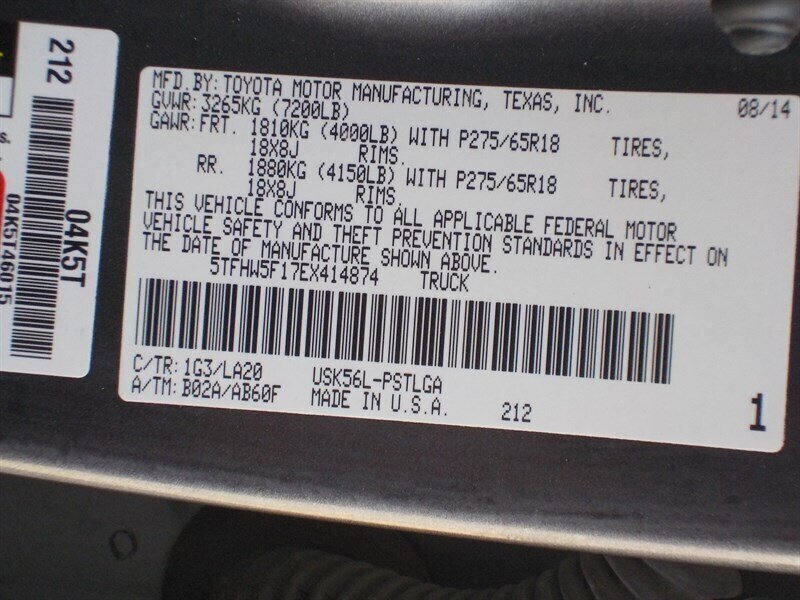 212
04K5T
04K5T46015
s.
MFD.BY: TOYOTA MOTOR MANUFACTURING, TEXAS, INC. 08/14
GVWR: 3265KG (7200LB)
GAWR: FRT. 1810KG (4000LB) WITH P275/65R18 TIRES,
18X8J RIMS.
RR. 1880KG (4150LB) WITH P275/65R18 TIRES,
18X8J RIMS.
THIS VEHICLE CONFORMS TO ALL APPLICABLE FEDERAL MOTOR
VEHICLE SAFETY AND THEFT PREVENTION STANDARDS IN EFFECT ON
THE DATE OF MANUFACTURE SHOWN ABOVE.
5TFHW5F17EX414874 TRUCK
C/TR: 1G3/LA20 USK56L-PSTLGA
A/TM: B02A/AB60F MADE IN U.S.A. 212 1